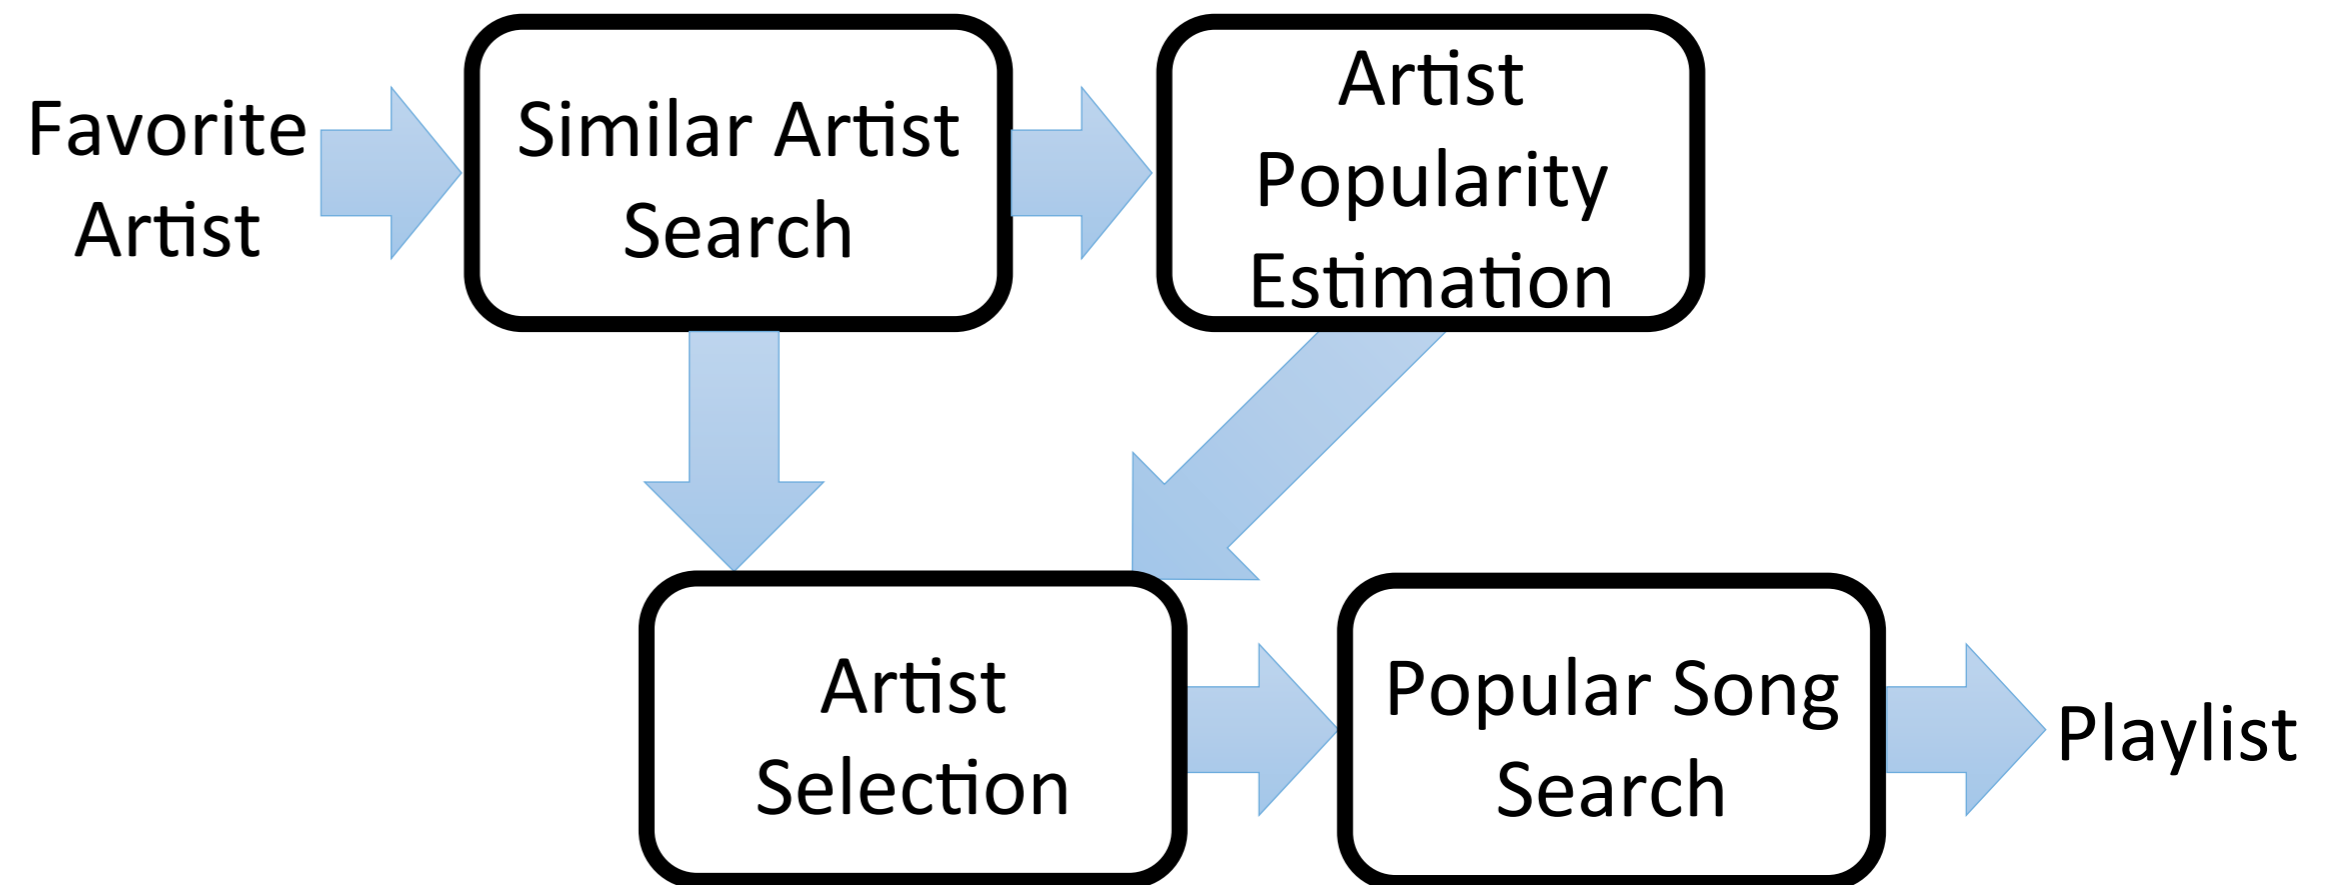 Favorite
Artist
Similar Artist
Search
Artist
Popularity
Estimation
Artist
Selection
Popular Song
Search
Playlist